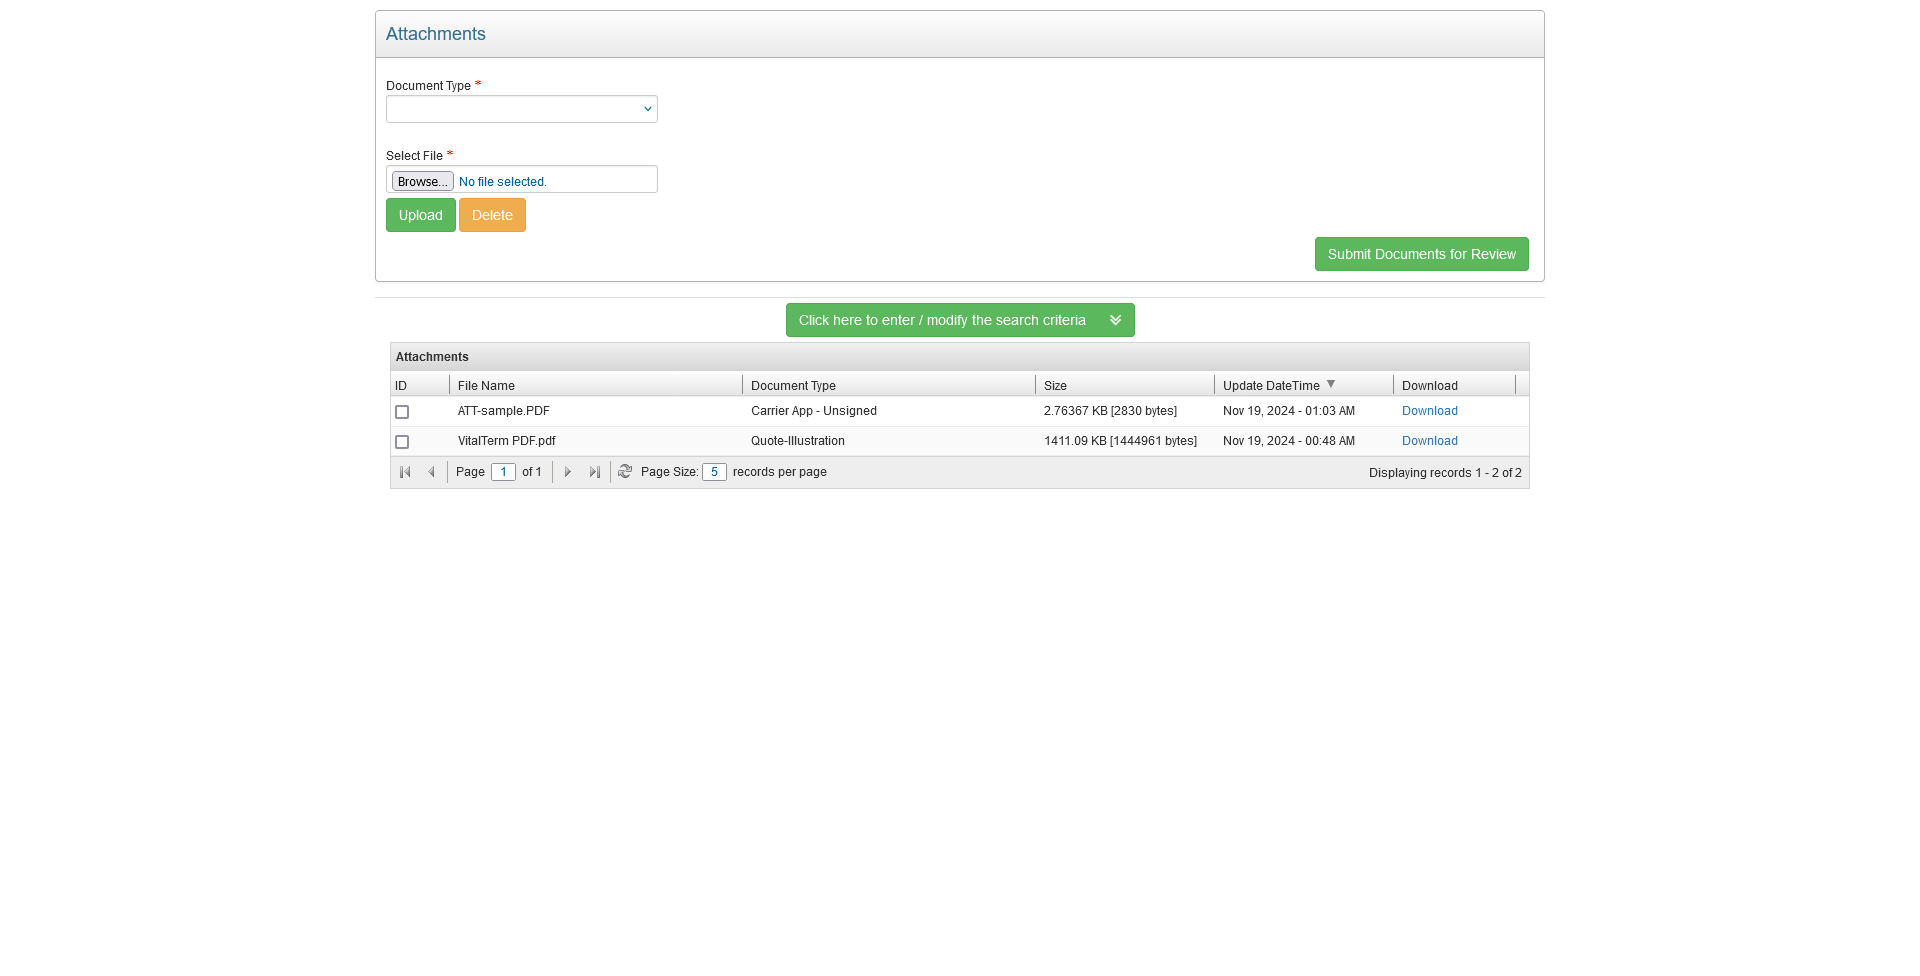 Attachments
Document Type *
Select File *
Browse... No file selected.
Upload Delete
Submit Documents for Review
Click here to enter / modify the search criteria
Attachments
ID File Name Document Type Size Update DateTime Download
ATT-sample.PDF Carrier App - Unsigned 2.76367 KB [2830 bytes] Nov 19, 2024 - 01:03 AM Download
VitalTerm PDF.pdf Quote-Illustration 1411.09 KB [1444961 bytes] Nov 19, 2024 - 00:48 AM Download
Page 1 of 1 Page Size: 5 records per page Displaying records 1 - 2 of 2